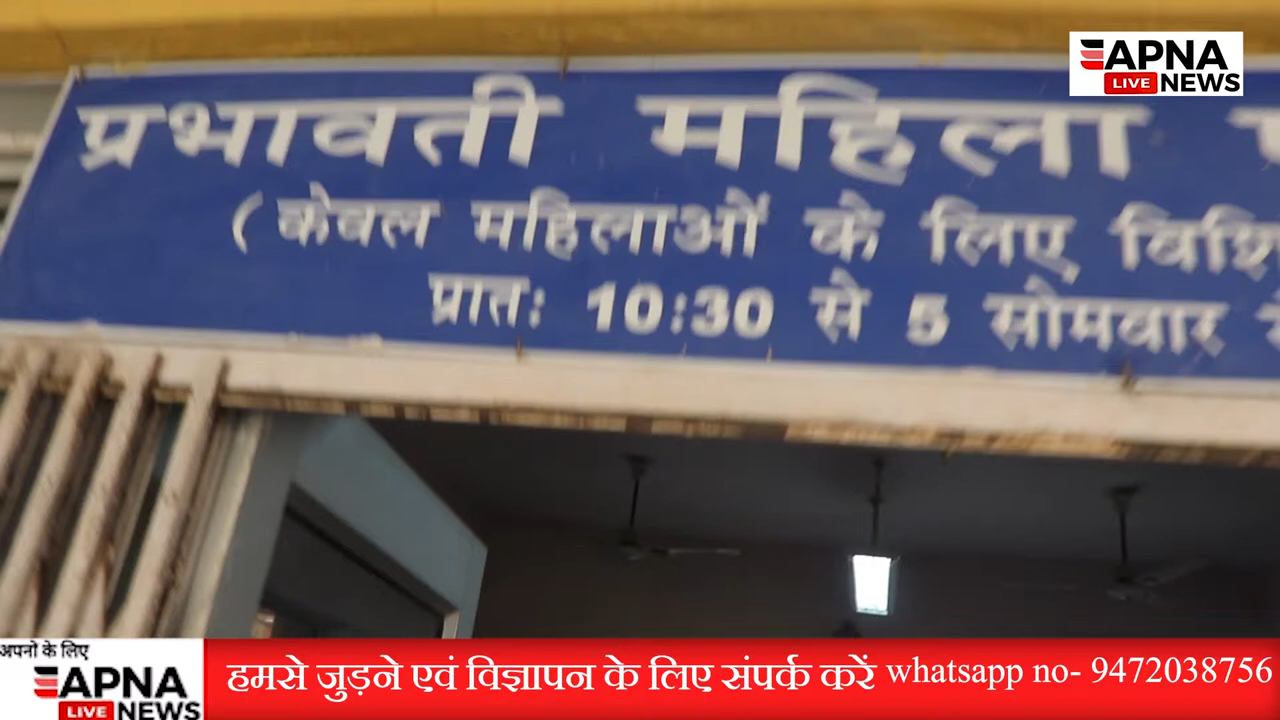 APNA
LIVE NEWS
प्रभावती महिला
(केवल महिलाओं के लिए
प्रातः 10:30 से 5 सोमवार
अपनो के लिए
APNA
LIVE NEWS
हमसे जुड़ने एवं विज्ञापन के लिए संपर्क करें whatsapp no- 9472038756